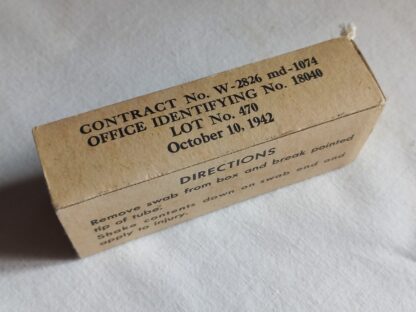 CONTRACT No. W-2826 md-1074
OFFICE IDENTIFYING No. 18040
LOT No. 470
October 10, 1942
DIRECTIONS
Remove swab from box and break pointed
tip of tube.
Shake contents down on swab end and
apply to injury.